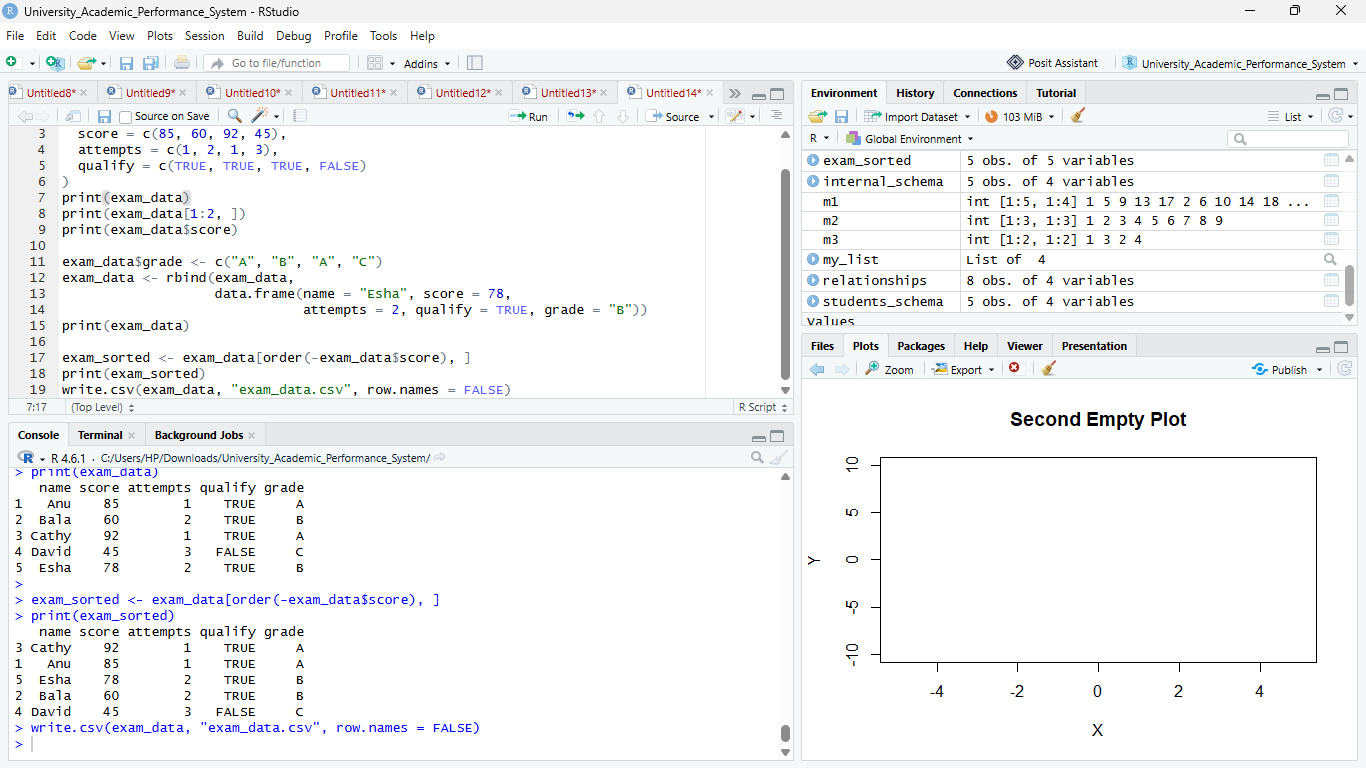 University_Academic_Performance_System - RStudio
File Edit Code View Plots Session Build Debug Profile Tools Help
Go to file/function Addins Posit Assistant University_Academic_Performance_System
Untitled8* Untitled9* Untitled10* Untitled11* Untitled12* Untitled13* Untitled14*
Source on Save Run Source
3 score = c(85, 60, 92, 45),
4 attempts = c(1, 2, 1, 3),
5 qualify = c(TRUE, TRUE, TRUE, FALSE)
6 )
7 print(exam_data)
8 print(exam_data[1:2, ])
9 print(exam_data$score)
10
11 exam_data$grade <- c("A", "B", "A", "C")
12 exam_data <- rbind(exam_data,
13 data.frame(name = "Esha", score = 78,
14 attempts = 2, qualify = TRUE, grade = "B"))
15 print(exam_data)
16
17 exam_sorted <- exam_data[order(-exam_data$score), ]
18 print(exam_sorted)
19 write.csv(exam_data, "exam_data.csv", row.names = FALSE)
7:17 (Top Level) R Script
Console Terminal Background Jobs
R 4.6.1 · C:/Users/HP/Downloads/University_Academic_Performance_System/
> print(exam_data)
name score attempts qualify grade
1 Anu 85 1 TRUE A
2 Bala 60 2 TRUE B
3 Cathy 92 1 TRUE A
4 David 45 3 FALSE C
5 Esha 78 2 TRUE B
>
> exam_sorted <- exam_data[order(-exam_data$score), ]
> print(exam_sorted)
name score attempts qualify grade
3 Cathy 92 1 TRUE A
1 Anu 85 1 TRUE A
5 Esha 78 2 TRUE B
2 Bala 60 2 TRUE B
4 David 45 3 FALSE C
> write.csv(exam_data, "exam_data.csv", row.names = FALSE)
>
Environment History Connections Tutorial
Import Dataset 103 MiB List
R Global Environment
exam_sorted 5 obs. of 5 variables
internal_schema 5 obs. of 4 variables
m1 int [1:5, 1:4] 1 5 9 13 17 2 6 10 14 18 ...
m2 int [1:3, 1:3] 1 2 3 4 5 6 7 8 9
m3 int [1:2, 1:2] 1 3 2 4
my_list List of 4
relationships 8 obs. of 4 variables
students_schema 5 obs. of 4 variables
Values
Files Plots Packages Help Viewer Presentation
Zoom Export Publish
Second Empty Plot
10
5
0
-5
-10
Y
-4 -2 0 2 4
X